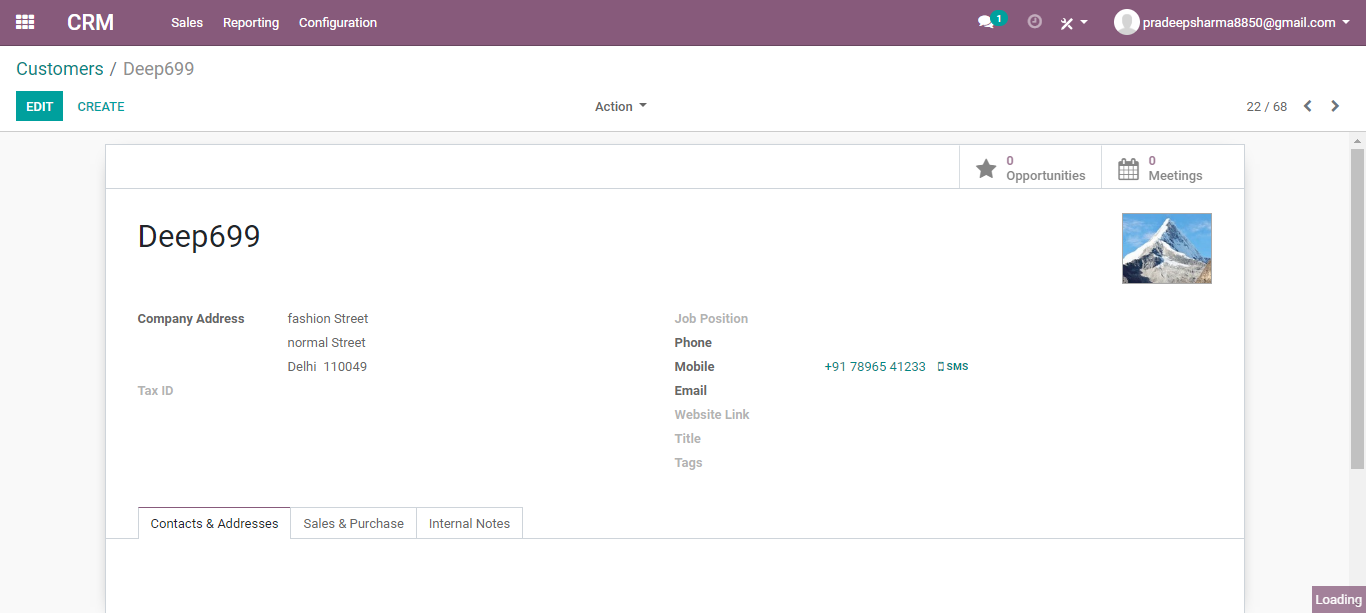 CRM Sales Reporting Configuration 1 pradeepsharma8850@gmail.com
Customers / Deep699
EDIT CREATE Action 22 / 68
0 Opportunities
0 Meetings
Deep699
Company Address fashion Street
normal Street
Delhi 110049
Tax ID
Job Position
Phone
Mobile +91 78965 41233 SMS
Email
Website Link
Title
Tags
Contacts & Addresses Sales & Purchase Internal Notes
Loading